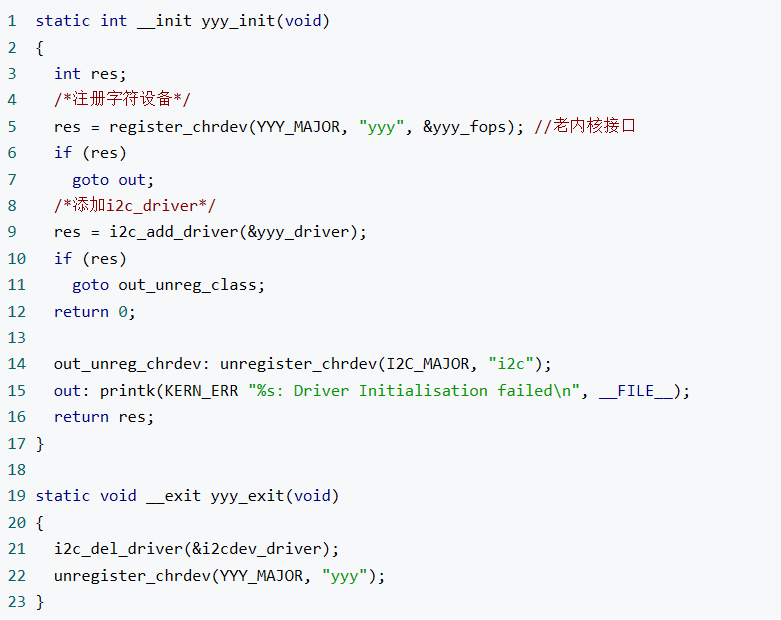 1 static int __init yyy_init(void)
2 {
3   int res;
4   /*注册字符设备*/
5   res = register_chrdev(YYY_MAJOR, "yyy", &yyy_fops); //老内核接口
6   if (res)
7     goto out;
8   /*添加i2c_driver*/
9   res = i2c_add_driver(&yyy_driver);
10   if (res)
11     goto out_unreg_class;
12   return 0;
13
14   out_unreg_chrdev: unregister_chrdev(I2C_MAJOR, "i2c");
15   out: printk(KERN_ERR "%s: Driver Initialisation failed\n", __FILE__);
16   return res;
17 }
18
19 static void __exit yyy_exit(void)
20 {
21   i2c_del_driver(&i2cdev_driver);
22   unregister_chrdev(YYY_MAJOR, "yyy");
23 }